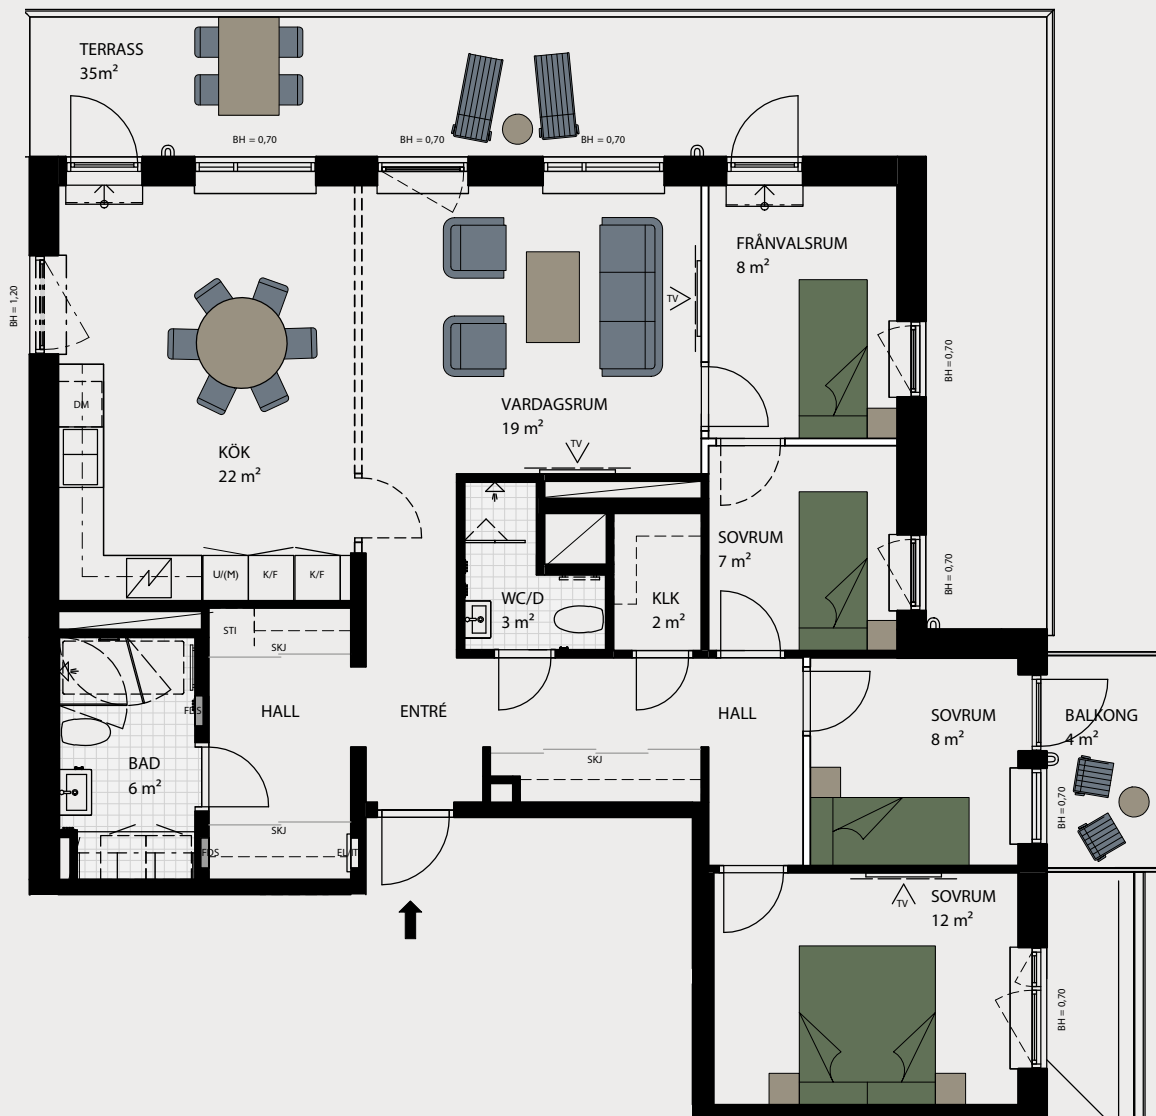 TERRASS
35m²
BH = 0,70
BH = 0,70
BH = 0,70
FRÅNVALSRUM
8 m²
BH = 1,20
TV
BH = 0,70
DM
VARDAGSRUM
19 m²
KÖK
22 m²
TV
SOVRUM
7 m²
BH = 0,70
U/(M)
K/F
K/F
WC/D
3 m²
KLK
2 m²
STI
SKJ
FDS
HALL
ENTRÉ
HALL
SOVRUM
8 m²
BALKONG
4 m²
BAD
6 m²
SKJ
BH = 0,70
SKJ
FDS
EL/IT
TV
SOVRUM
12 m²
BH = 0,70